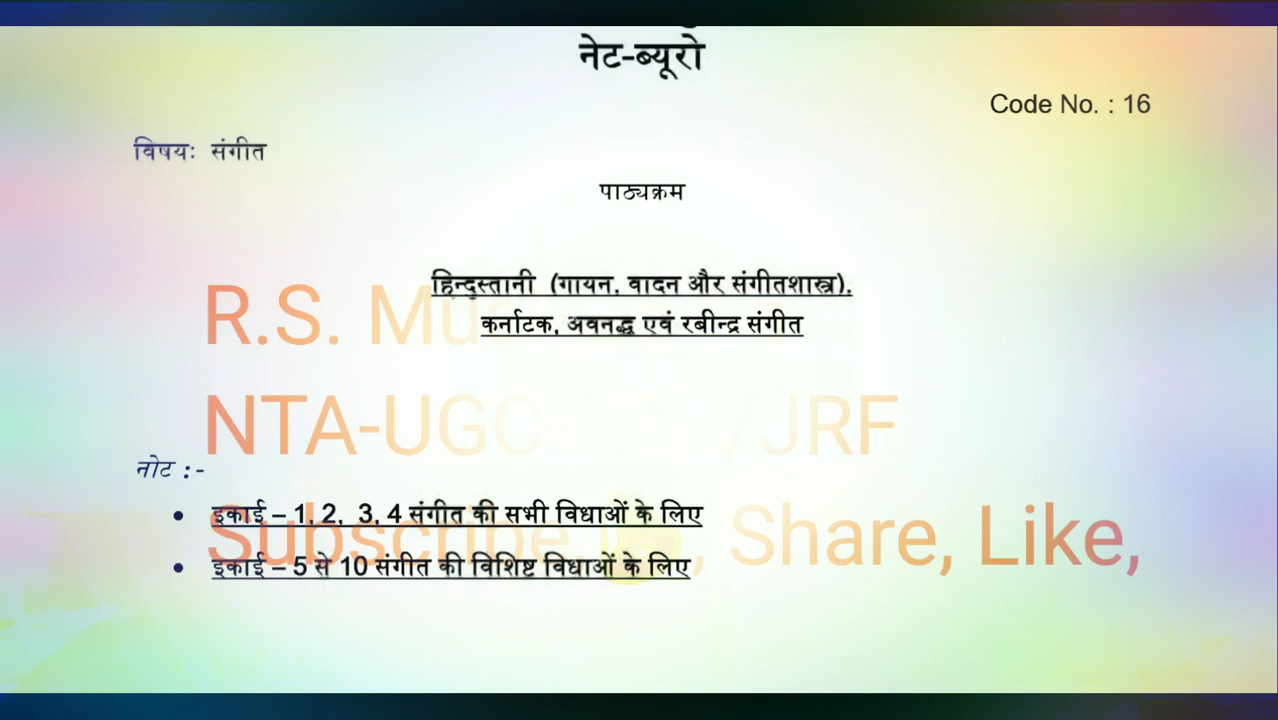 नेट-ब्यूरो
Code No. : 16
विषयः संगीत
पाठ्यक्रम
हिन्दुस्तानी (गायन, वादन और संगीतशास्त्र),
कर्नाटक, अवनद्ध एवं रबीन्द्र संगीत
R.S.
NTA-UGC /JRF
नोट :-
इकाई – 1, 2, 3, 4 संगीत की सभी विधाओं के लिए
Subscribe, Share, Like,
इकाई – 5 से 10 संगीत की विशिष्ट विधाओं के लिए